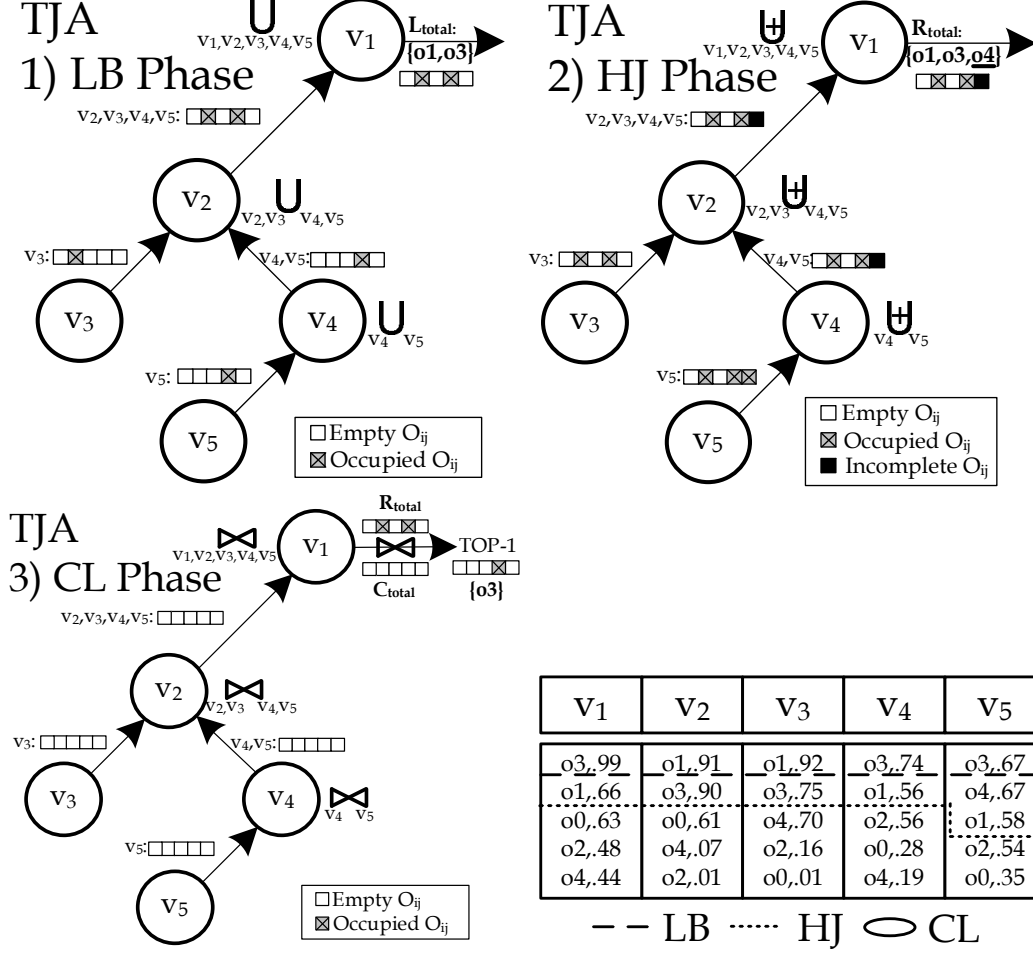 TJA
1) LB Phase
v1,v2,v3,v4,v5
v1
Ltotal:
{o1,o3}
v2,v3,v4,v5:
v2
v2,v3 v4,v5
v3:
v4,v5:
v3
v4
v4 v5
v5:
v5
Empty Oij
Occupied Oij
TJA
2) HJ Phase
v1,v2,v3,v4,v5
v1
Rtotal:
{o1,o3,o4}
v2,v3,v4,v5:
v2
v2,v3 v4,v5
v3:
v4,v5:
v3
v4
v4 v5
v5:
v5
Empty Oij
Occupied Oij
Incomplete Oij
TJA
3) CL Phase
v1,v2,v3,v4,v5
v1
Rtotal
Ctotal
TOP-1
{o3}
v2,v3,v4,v5:
v2
v2,v3 v4,v5
v3:
v4,v5:
v3
v4
v4 v5
v5:
v5
Empty Oij
Occupied Oij
v1 v2 v3 v4 v5
o3,.99 o1,.91 o1,.92 o3,.74 o3,.67
o1,.66 o3,.90 o3,.75 o1,.56 o4,.67
o0,.63 o0,.61 o4,.70 o2,.56 o1,.58
o2,.48 o4,.07 o2,.16 o0,.28 o2,.54
o4,.44 o2,.01 o0,.01 o4,.19 o0,.35
LB HJ CL